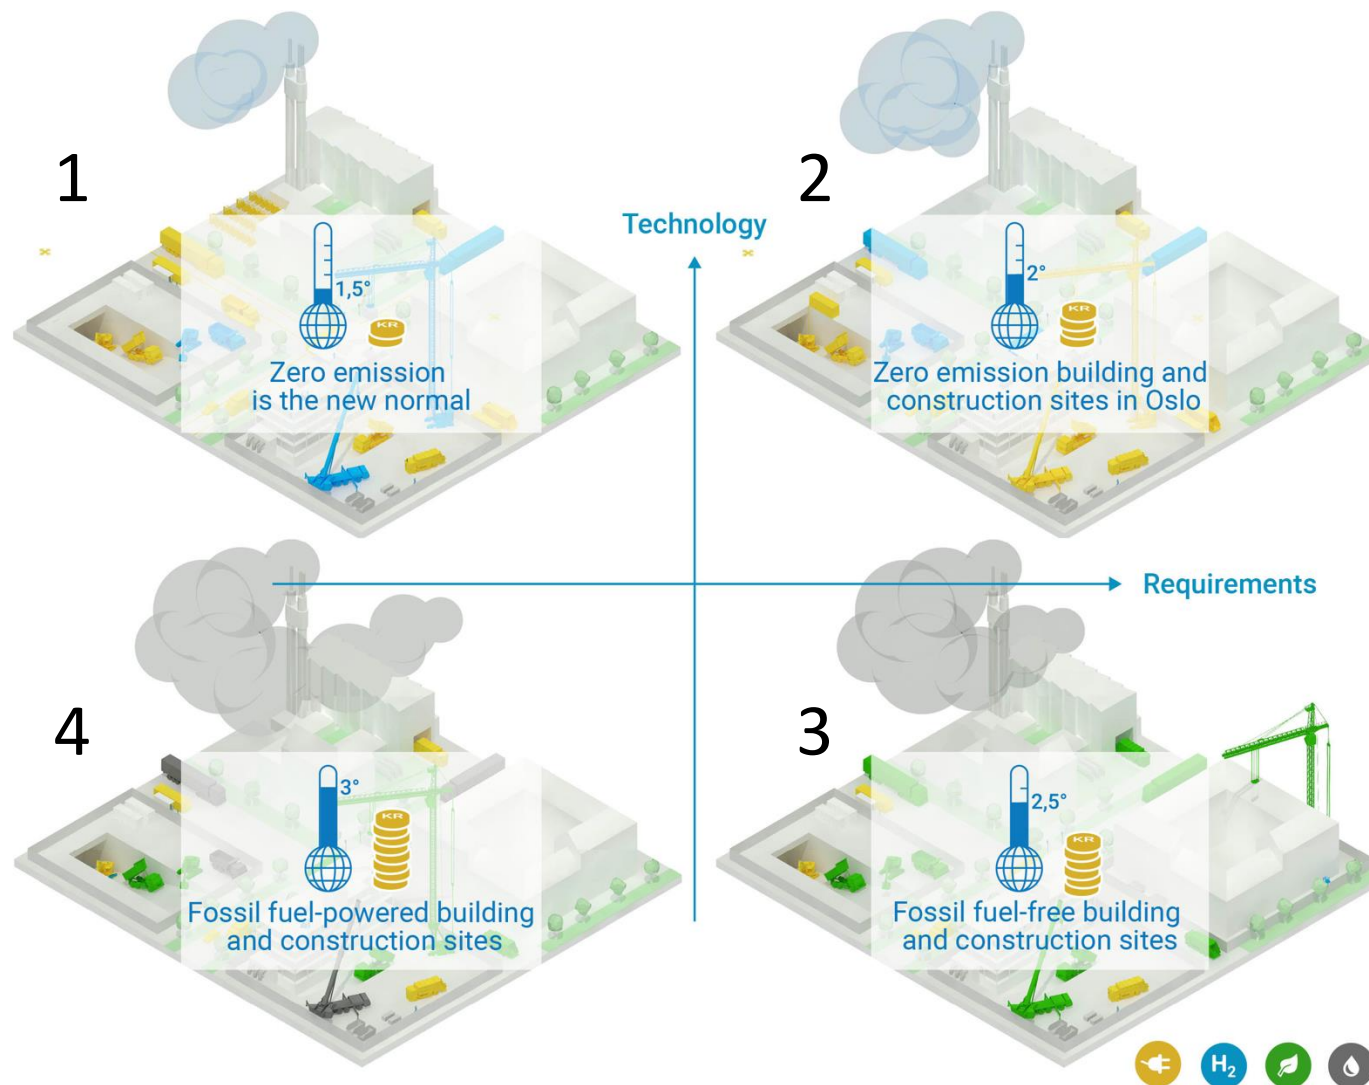 1
2
Technology
1,5°
KR
Zero emission
is the new normal
2°
KR
Zero emission building and
construction sites in Oslo
Requirements
4
3
3°
KR
Fossil fuel-powered building
and construction sites
2,5°
KR
Fossil fuel-free building
and construction sites
H₂